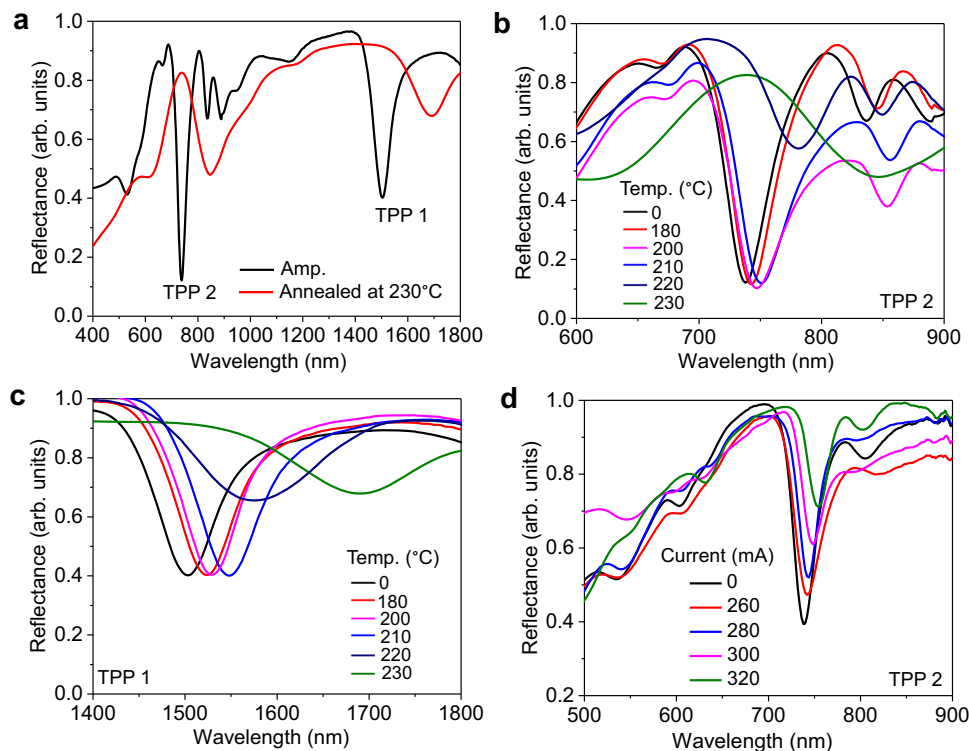 a
Reflectance (arb. units)
1.0
0.8
0.6
0.4
0.2
0.0
TPP 1
TPP 2
Amp.
Annealed at 230°C
400 600 800 1000 1200 1400 1600 1800
Wavelength (nm)
b
Reflectance (arb. units)
1.0
0.8
0.6
0.4
0.2
0.0
Temp. (°C)
0
180
200
210
220
230
TPP 2
600 700 800 900
Wavelength (nm)
c
Reflectance (arb. units)
1.0
0.8
0.6
0.4
0.2
0.0
Temp. (°C)
0
180
200
210
220
230
TPP 1
1400 1500 1600 1700 1800
Wavelength (nm)
d
Reflectance (arb. units)
1.0
0.8
0.6
0.4
0.2
Current (mA)
0
260
280
300
320
TPP 2
500 600 700 800 900
Wavelength (nm)